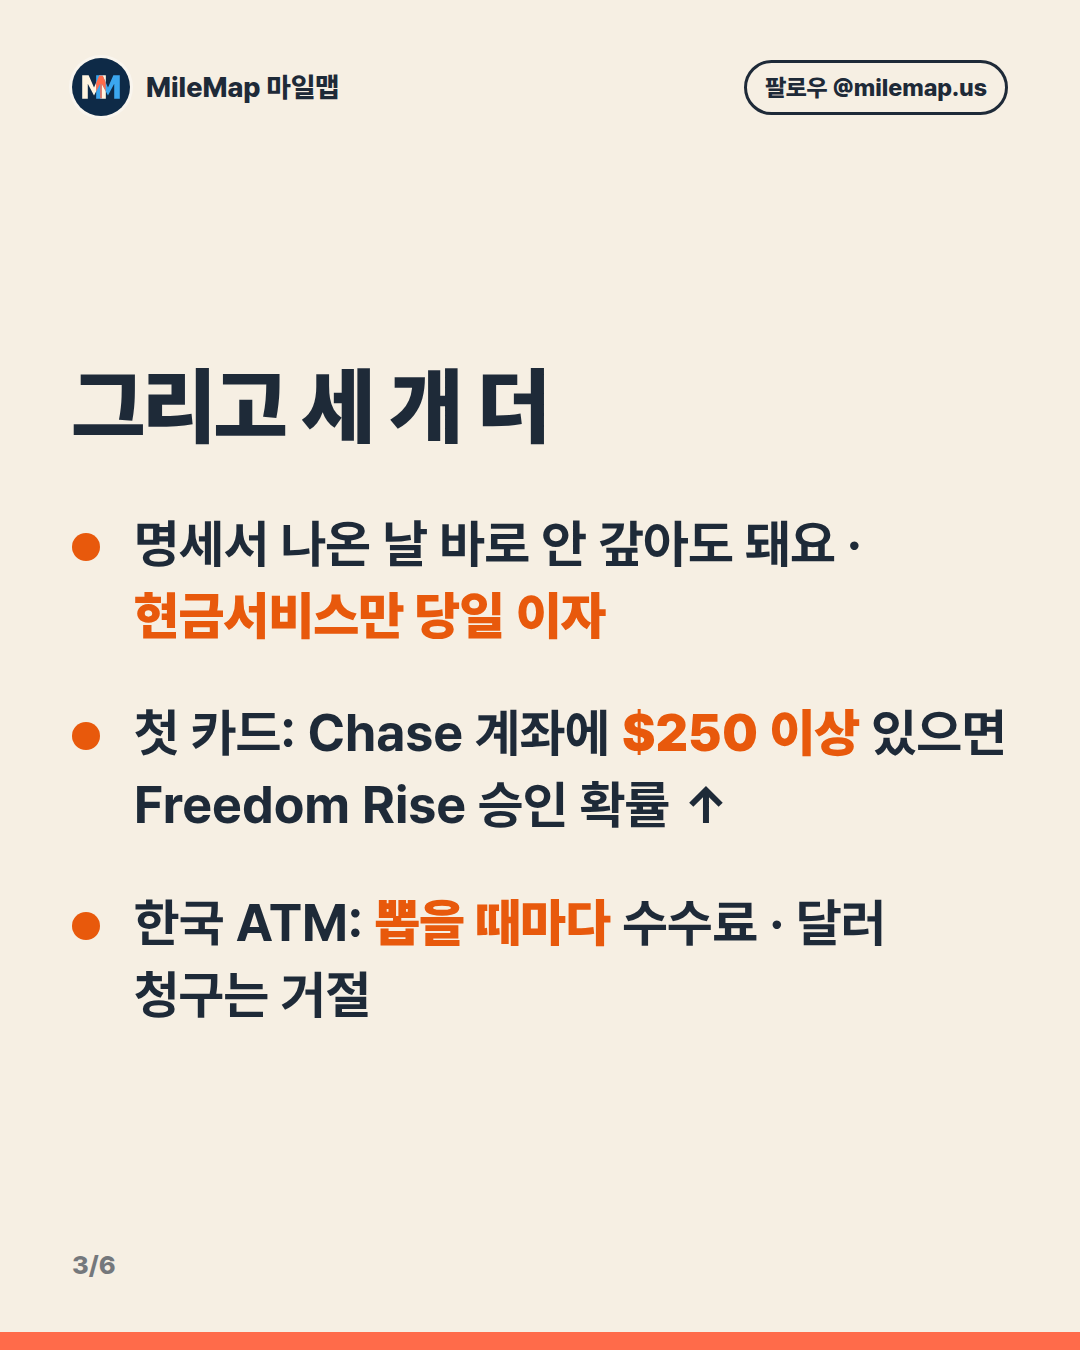 MM MileMap 마일맵
팔로우 @milemap.us
그리고 세 개 더
명세서 나온 날 바로 안 갚아도 돼요 ·
현금서비스만 당일 이자
첫 카드: Chase 계좌에 $250 이상 있으면
Freedom Rise 승인 확률 ↑
한국 ATM: 뽑을 때마다 수수료 · 달러
청구는 거절
3/6